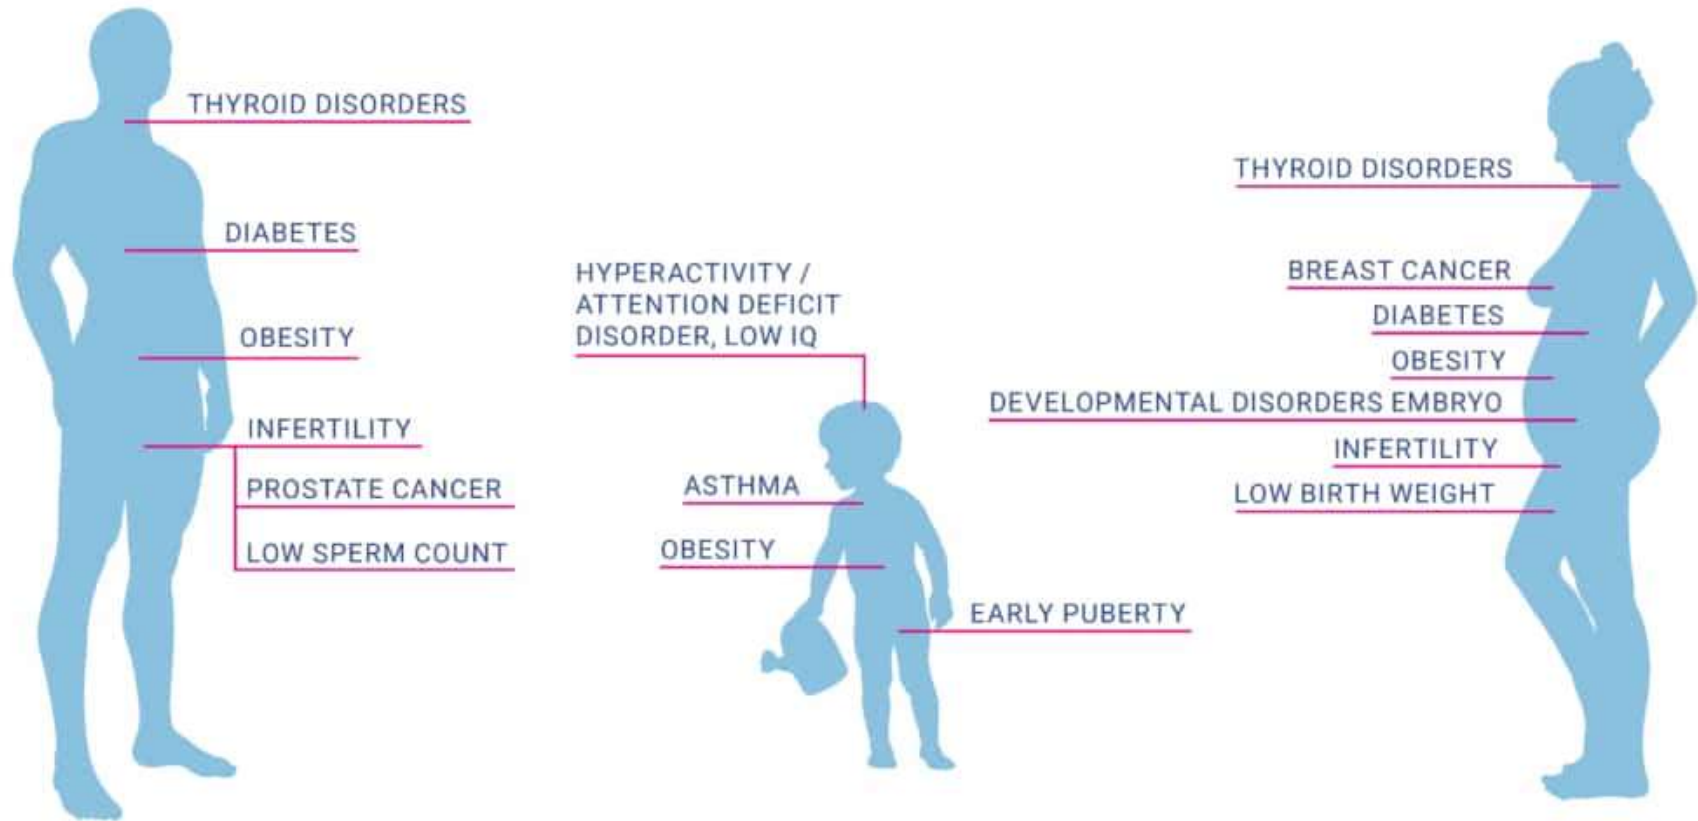 THYROID DISORDERS
DIABETES
OBESITY
INFERTILITY
PROSTATE CANCER
LOW SPERM COUNT
HYPERACTIVITY /
ATTENTION DEFICIT
DISORDER, LOW IQ
ASTHMA
OBESITY
EARLY PUBERTY
THYROID DISORDERS
BREAST CANCER
DIABETES
OBESITY
DEVELOPMENTAL DISORDERS EMBRYO
INFERTILITY
LOW BIRTH WEIGHT